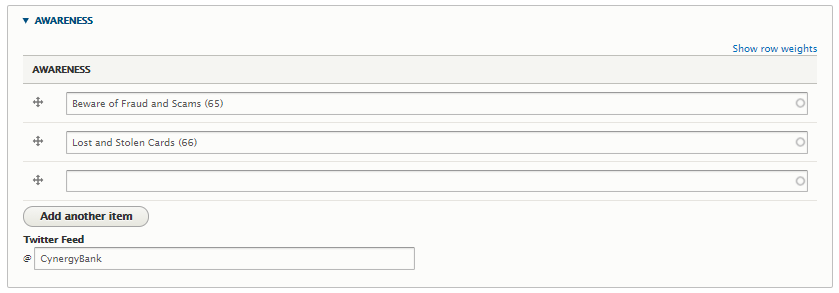 AWARENESS
Show row weights
AWARENESS
Beware of Fraud and Scams (65)
Lost and Stolen Cards (66)
Add another item
Twitter Feed
@ CynergyBank